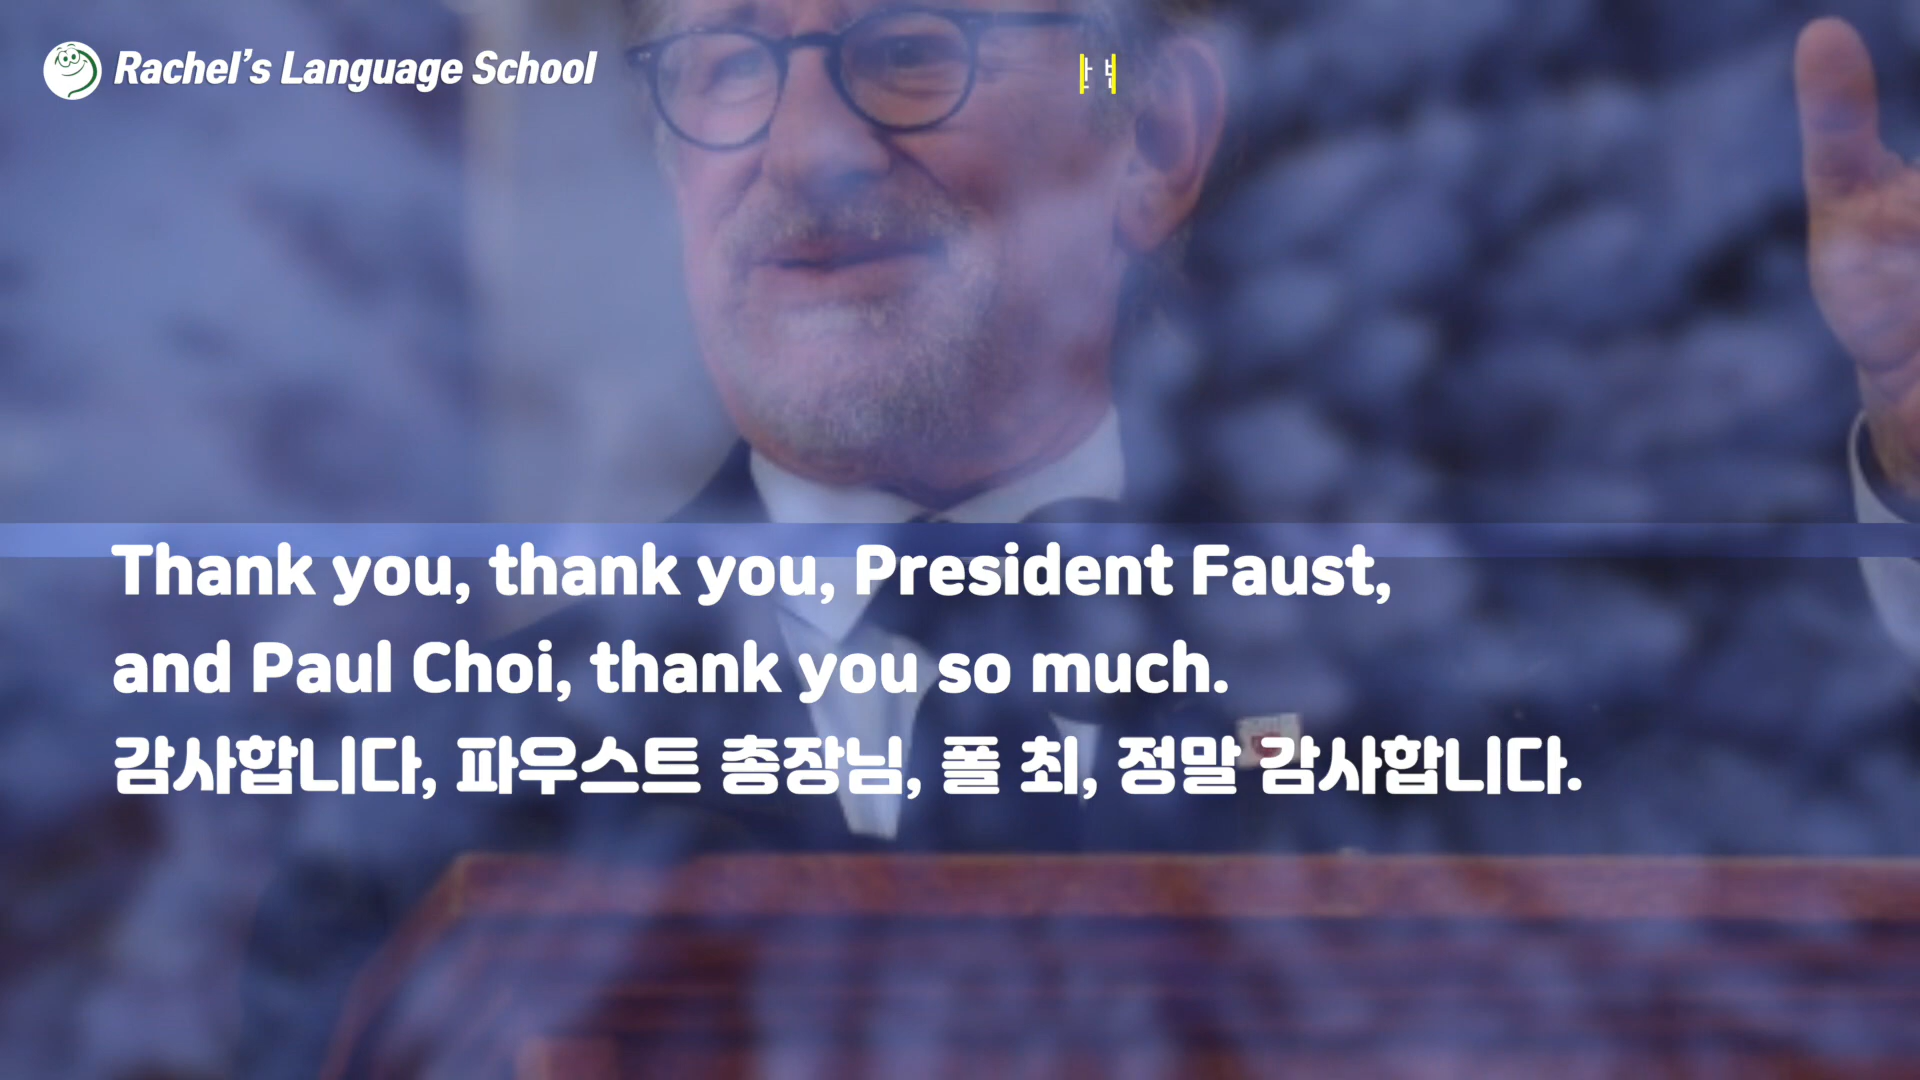 Rachel's Language School
Thank you, thank you, President Faust,
and Paul Choi, thank you so much.
감사합니다, 파우스트 총장님, 폴 최, 정말 감사합니다.